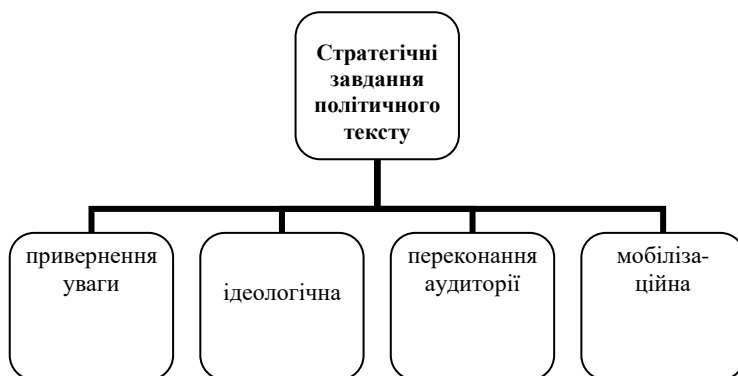 Стратегічні
завдання
політичного
тексту
привернення
уваги
ідеологічна
переконання
аудиторії
мобіліза-
ційна